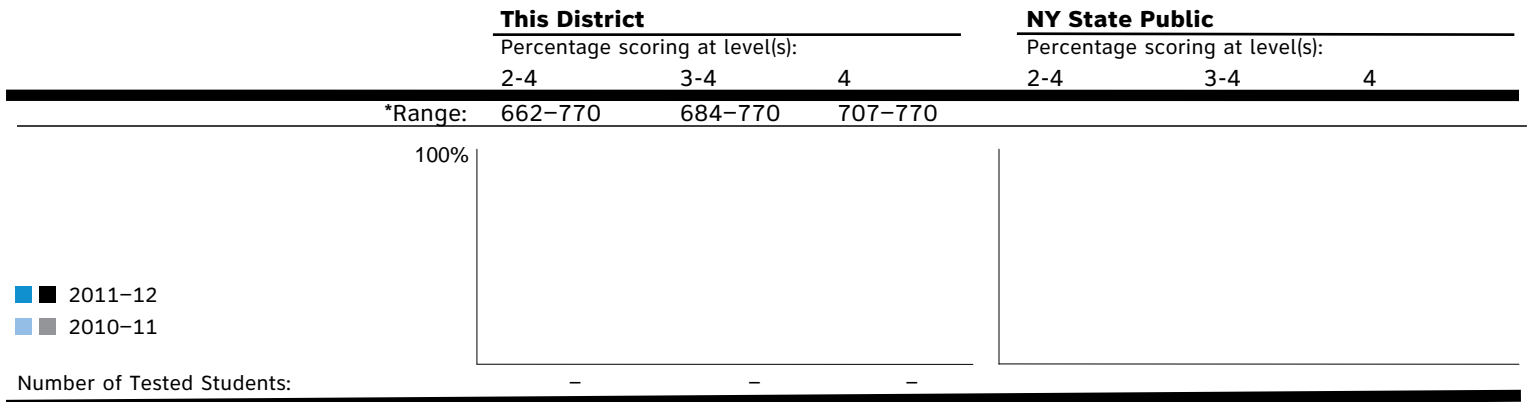 This District NY State Public
Percentage scoring at level(s): Percentage scoring at level(s):
2-4 3-4 4 2-4 3-4 4
*Range: 662–770 684–770 707–770
100%
2011–12
2010–11
Number of Tested Students: – – –